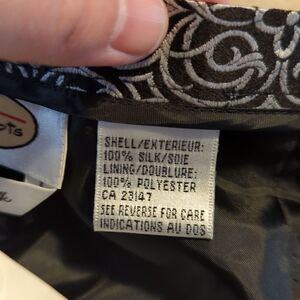 SHELL/EXTERIEUR:
100% SILK/SOIE
LINING/DOUBLURE:
100% POLYESTER
CA 23147
SEE REVERSE FOR CARE
INDICATIONS AU DOS